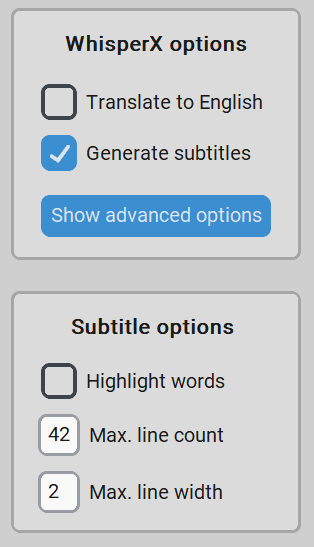 WhisperX options
Translate to English
Generate subtitles
Show advanced options
Subtitle options
Highlight words
42 Max. line count
2 Max. line width